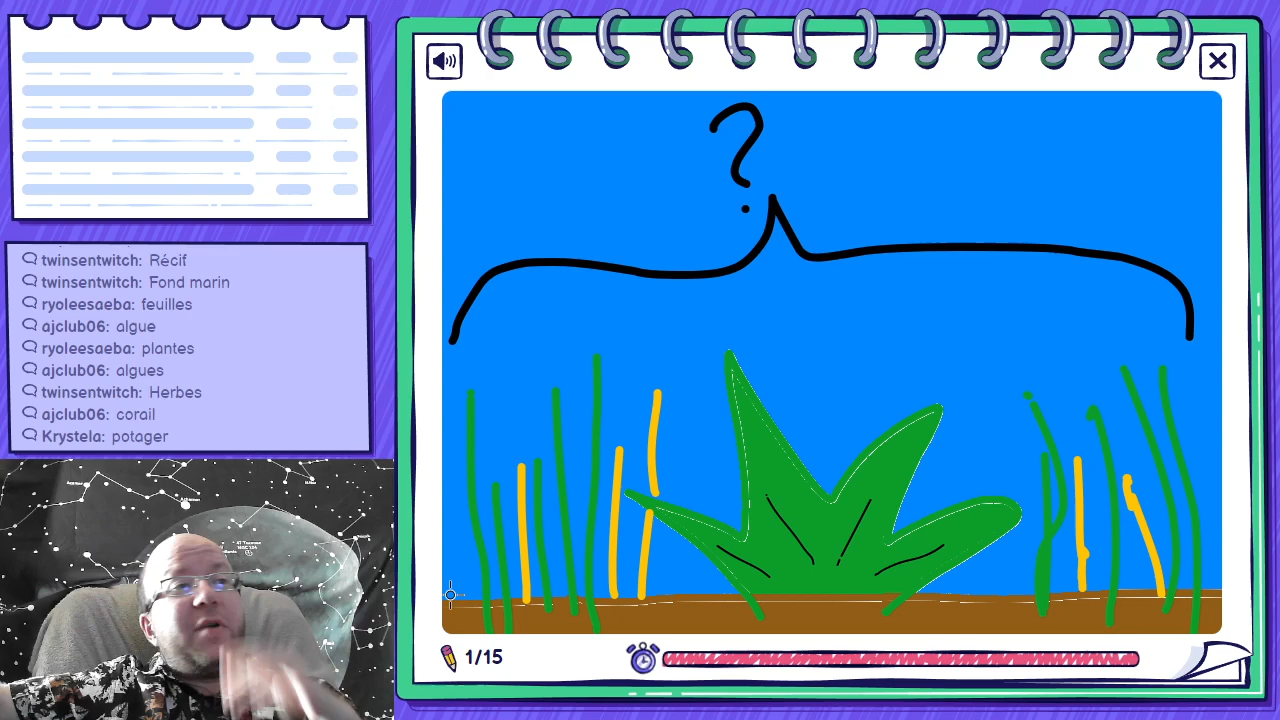 ?
twinsentwitch: Récif
twinsentwitch: Fond marin
ryoleesaeba: feuilles
ajclub06: algue
ryoleesaeba: plantes
ajclub06: algues
twinsentwitch: Herbes
ajclub06: corail
Krystela: potager
1/15